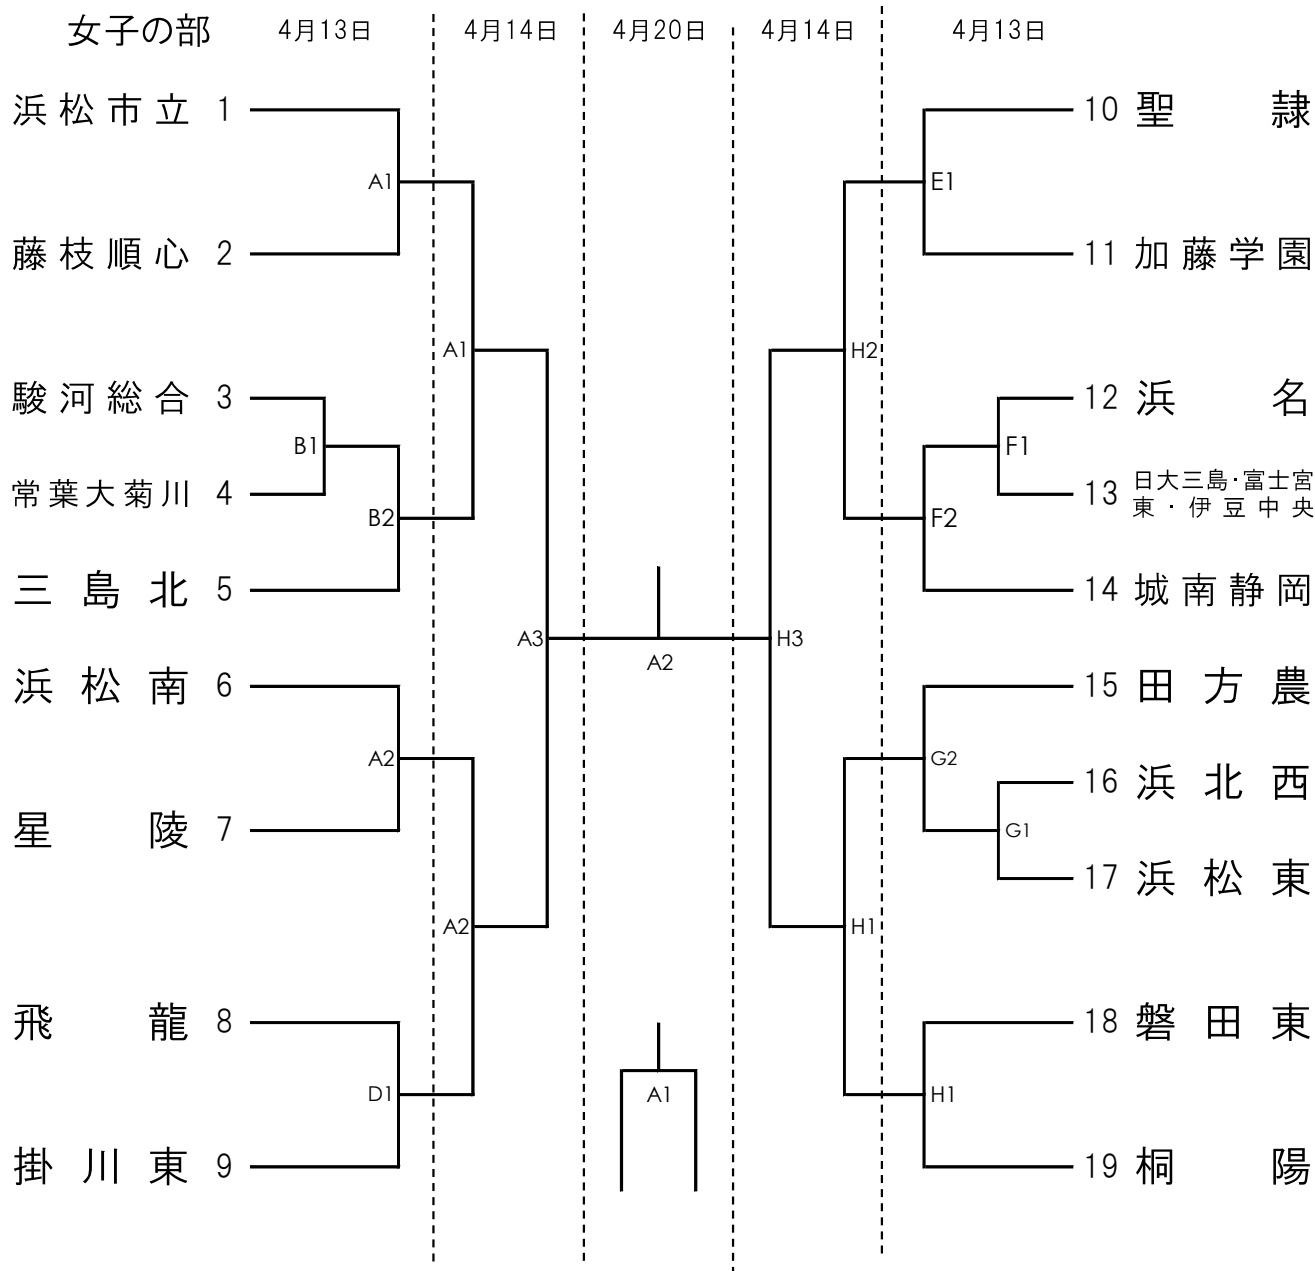 女子の部 4月13日 4月14日 4月20日 4月14日 4月13日
浜松市立 1
10 聖隷
A1
E1
藤枝順心 2
11 加藤学園
A1
H2
駿河総合 3
12 浜名
B1
F1
常葉大菊川 4
13 日大三島・富士宮
東・伊豆中央
B2
F2
三島北 5
14 城南静岡
A3
A2
H3
浜松南 6
15 田方農
A2
G2
16 浜北西
星陵 7
G1
17 浜松東
A2
H1
飛龍 8
18 磐田東
D1
A1
H1
掛川東 9
19 桐陽